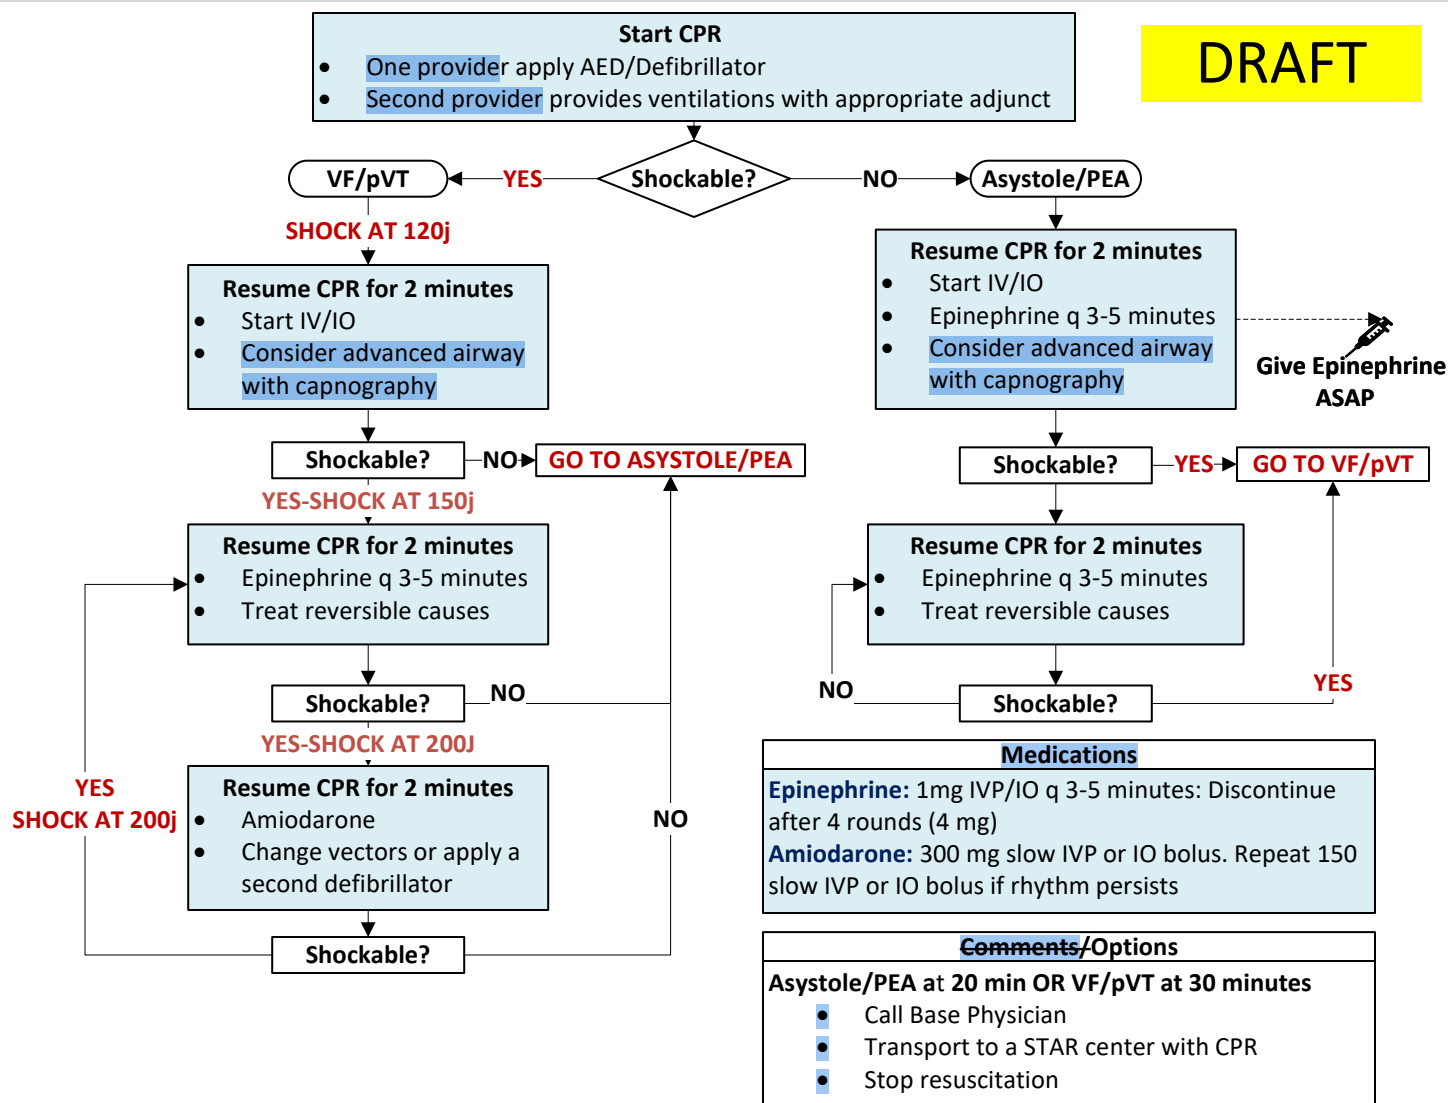 Start CPR
• One provider apply AED/Defibrillator
• Second provider provides ventilations with appropriate adjunct
DRAFT
VF/pVT
YES
Shockable?
NO
Asystole/PEA
SHOCK AT 120j
Resume CPR for 2 minutes
• Start IV/IO
• Consider advanced airway
with capnography
Shockable?
NO
GO TO ASYSTOLE/PEA
YES-SHOCK AT 150j
Resume CPR for 2 minutes
• Epinephrine q 3-5 minutes
• Treat reversible causes
Shockable?
NO
YES-SHOCK AT 200J
Resume CPR for 2 minutes
• Amiodarone
• Change vectors or apply a
second defibrillator
Shockable?
YES
SHOCK AT 200j
NO
Resume CPR for 2 minutes
• Start IV/IO
• Epinephrine q 3-5 minutes
• Consider advanced airway
with capnography
Give Epinephrine
ASAP
Shockable?
YES
GO TO VF/pVT
Resume CPR for 2 minutes
• Epinephrine q 3-5 minutes
• Treat reversible causes
Shockable?
NO
YES
Medications
Epinephrine: 1mg IVP/IO q 3-5 minutes: Discontinue
after 4 rounds (4 mg)
Amiodarone: 300 mg slow IVP or IO bolus. Repeat 150
slow IVP or IO bolus if rhythm persists
Comments/Options
Asystole/PEA at 20 min OR VF/pVT at 30 minutes
• Call Base Physician
• Transport to a STAR center with CPR
• Stop resuscitation